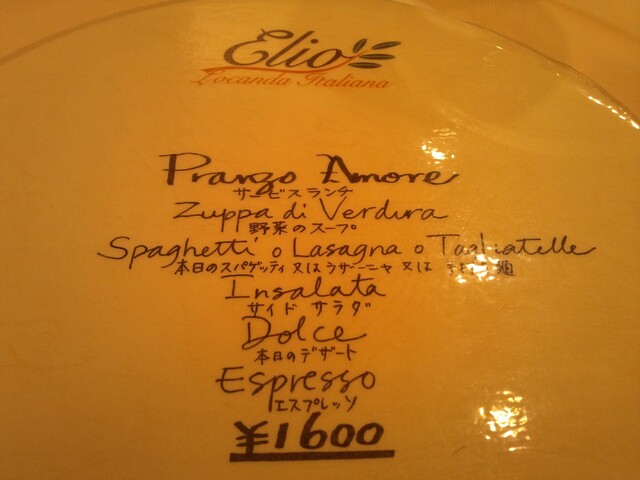 Elio
Locanda Italiana
Pranzo Amore
サービスランチ
Zuppa di Verdura
野菜のスープ
Spaghetti o Lasagna o Tagliatelle
本日のスパゲッティ 又は ラザーニャ 又は 麺
Insalata
サイド サラダ
Dolce
本日のデザート
Espresso
エスプレッソ
¥1600